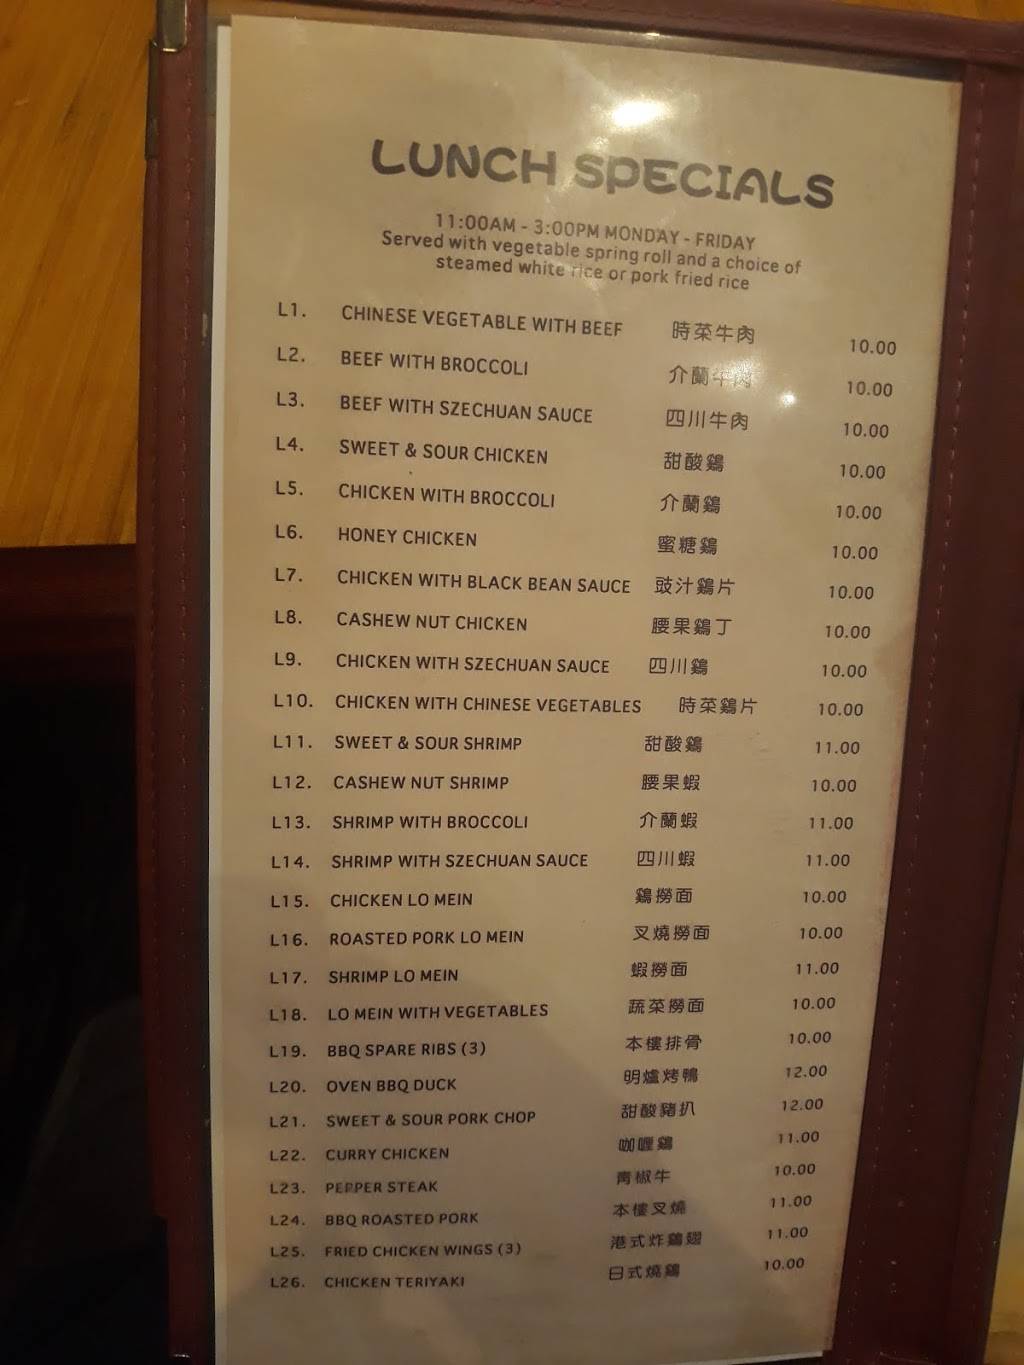 LUNCH SPECIALS
11:00AM - 3:00PM MONDAY - FRIDAY
Served with vegetable spring roll and a choice of
steamed white rice or pork fried rice
L1. CHINESE VEGETABLE WITH BEEF 時菜牛肉 10.00
L2. BEEF WITH BROCCOLI 介蘭牛肉 10.00
L3. BEEF WITH SZECHUAN SAUCE 四川牛肉 10.00
L4. SWEET & SOUR CHICKEN 甜酸鷄 10.00
L5. CHICKEN WITH BROCCOLI 介蘭鷄 10.00
L6. HONEY CHICKEN 蜜糖鷄 10.00
L7. CHICKEN WITH BLACK BEAN SAUCE 豉汁鷄片 10.00
L8. CASHEW NUT CHICKEN 腰果鷄丁 10.00
L9. CHICKEN WITH SZECHUAN SAUCE 四川鷄 10.00
L10. CHICKEN WITH CHINESE VEGETABLES 時菜鷄片 10.00
L11. SWEET & SOUR SHRIMP 甜酸鷄 11.00
L12. CASHEW NUT SHRIMP 腰果蝦 10.00
L13. SHRIMP WITH BROCCOLI 介蘭蝦 11.00
L14. SHRIMP WITH SZECHUAN SAUCE 四川蝦 11.00
L15. CHICKEN LO MEIN 鷄撈面 10.00
L16. ROASTED PORK LO MEIN 叉燒撈面 10.00
L17. SHRIMP LO MEIN 蝦撈面 11.00
L18. LO MEIN WITH VEGETABLES 蔬菜撈面 10.00
L19. BBQ SPARE RIBS (3) 本樓排骨 10.00
L20. OVEN BBQ DUCK 明爐烤鴨 12.00
L21. SWEET & SOUR PORK CHOP 甜酸豬扒 12.00
L22. CURRY CHICKEN 咖喱鷄 11.00
L23. PEPPER STEAK 青椒牛 10.00
L24. BBQ ROASTED PORK 本樓叉燒 11.00
L25. FRIED CHICKEN WINGS (3) 港式炸鷄翅 11.00
L26. CHICKEN TERIYAKI 日式燒鷄 10.00